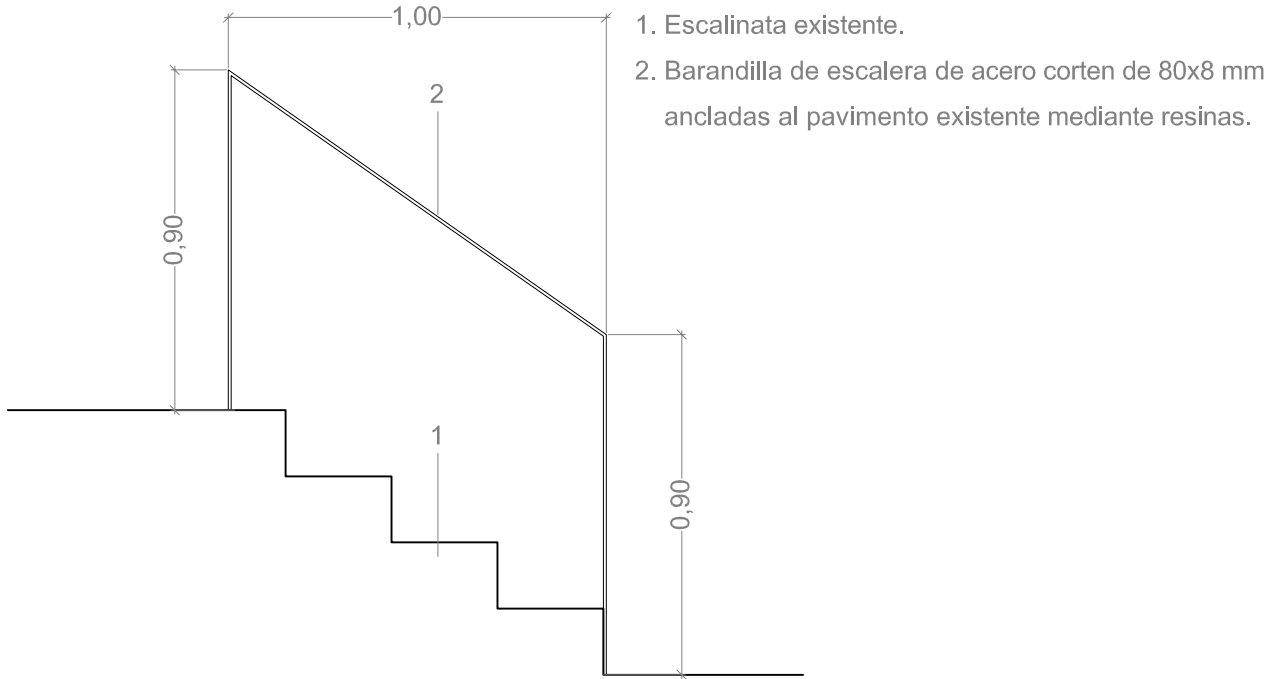 1,00
1. Escalinata existente.
2. Barandilla de escalera de acero corten de 80x8 mm
ancladas al pavimento existente mediante resinas.
2
0,90
1
0,90